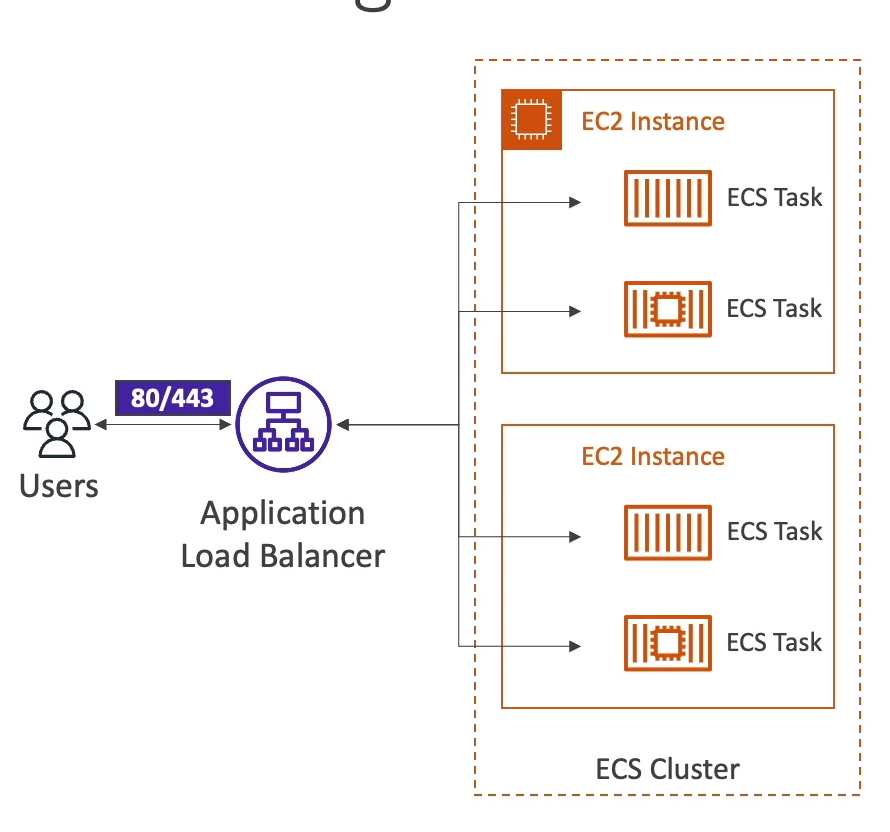 EC2 Instance
ECS Task
ECS Task
80/443
Users
Application
Load Balancer
EC2 Instance
ECS Task
ECS Task
ECS Cluster